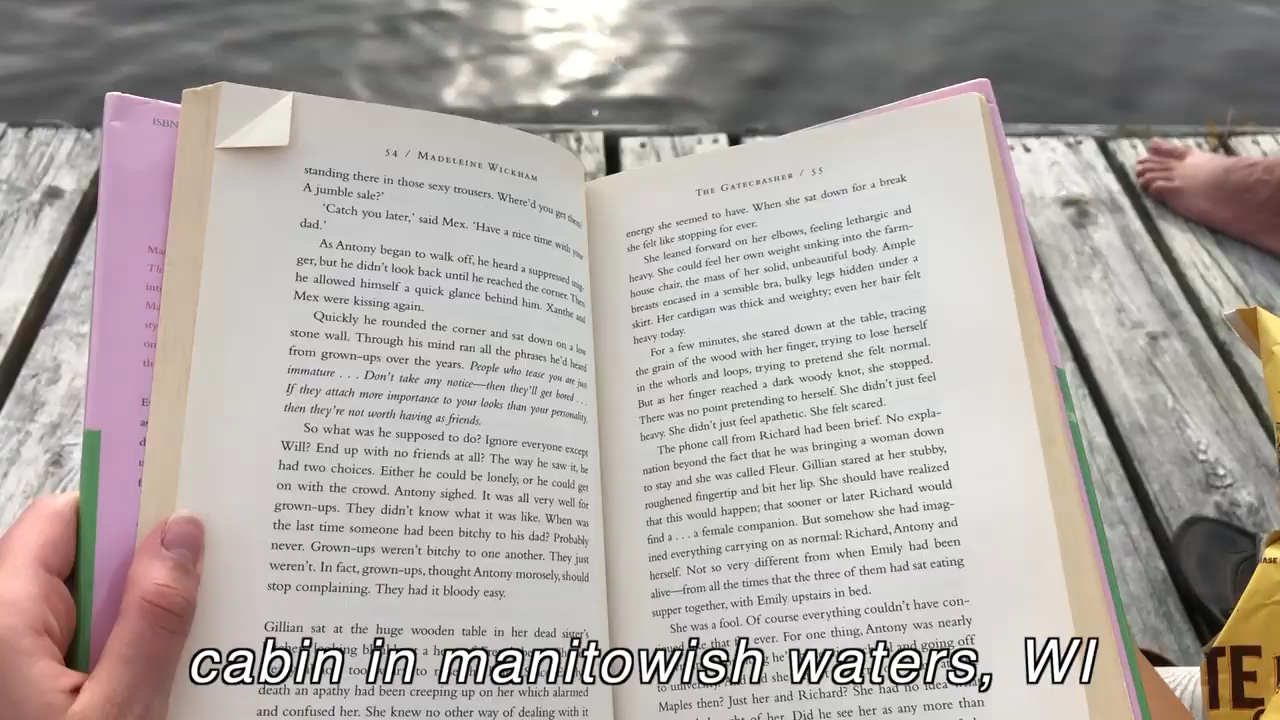 ISBN
54 / MADELEINE WICKHAM
standing there in those sexy trousers. Where'd you get them?
A jumble sale?'
'Catch you later,' said Mex. 'Have a nice time with your
dad.'
As Antony began to walk off, he heard a suppressed snig-
ger, but he didn't look back until he reached the corner. Then
he allowed himself a quick glance behind him. Xanthe and
Mex were kissing again.
Quickly he rounded the corner and sat down on a low
stone wall. Through his mind ran all the phrases he'd heard
from grown-ups over the years. People who tease you are just
immature . . . Don't take any notice—then they'll get bored . . .
If they attach more importance to your looks than your personality,
then they're not worth having as friends.
So what was he supposed to do? Ignore everyone except
Will? End up with no friends at all? The way he saw it, he
had two choices. Either he could be lonely, or he could get
on with the crowd. Antony sighed. It was all very well for
grown-ups. They didn't know what it was like. When was
the last time someone had been bitchy to his dad? Probably
never. Grown-ups weren't bitchy to one another. They just
weren't. In fact, grown-ups, thought Antony morosely, should
stop complaining. They had it bloody easy.
Gillian sat at the huge wooden table in her dead sister's
looking
death an apathy had been creeping up on her which alarmed
and confused her. She knew no other way of dealing with it
THE GATECRASHER / 55
energy she seemed to have. When she sat down for a break
she felt like stopping for ever.
She leaned forward on her elbows, feeling lethargic and
heavy. She could feel her own weight sinking into the farm-
house chair, the mass of her solid, unbeautiful body. Ample
breasts encased in a sensible bra, bulky legs hidden under a
skirt. Her cardigan was thick and weighty; even her hair felt
heavy today.
For a few minutes, she stared down at the table, tracing
the grain of the wood with her finger, trying to lose herself
in the whorls and loops, trying to pretend she felt normal.
But as her finger reached a dark woody knot, she stopped.
There was no point pretending to herself. She didn't just feel
heavy. She didn't just feel apathetic. She felt scared.
The phone call from Richard had been brief. No expla-
nation beyond the fact that he was bringing a woman down
to stay and she was called Fleur. Gillian stared at her stubby,
roughened fingertip and bit her lip. She should have realized
that this would happen; that sooner or later Richard would
find a . . . a female companion. But somehow she had imag-
ined everything carrying on as normal: Richard, Antony and
herself. Not so very different from when Emily had been
alive—from all the times that the three of them had sat eating
supper together, with Emily upstairs in bed.
She was a fool. Of course everything couldn't have con-
that for ever. For one thing, Antony was nearly
and going off
to university.
Maples then? Just her and Richard? She had no idea what
of her. Did he see her as any more than
cabin in manitowish waters, WI